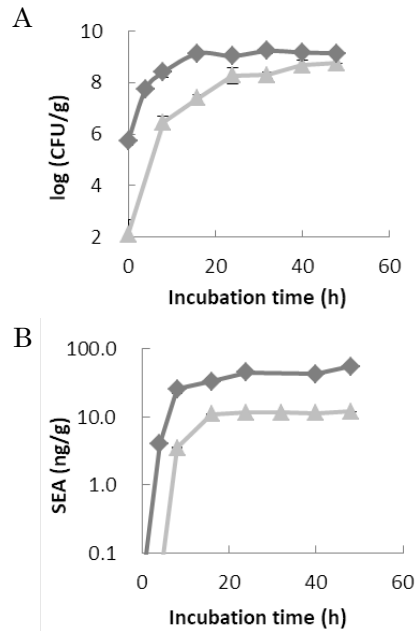 A
10
8
6
4
2
log (CFU/g)
0 20 40 60
Incubation time (h)
B
100.0
10.0
1.0
0.1
SEA (ng/g)
0 20 40 60
Incubation time (h)